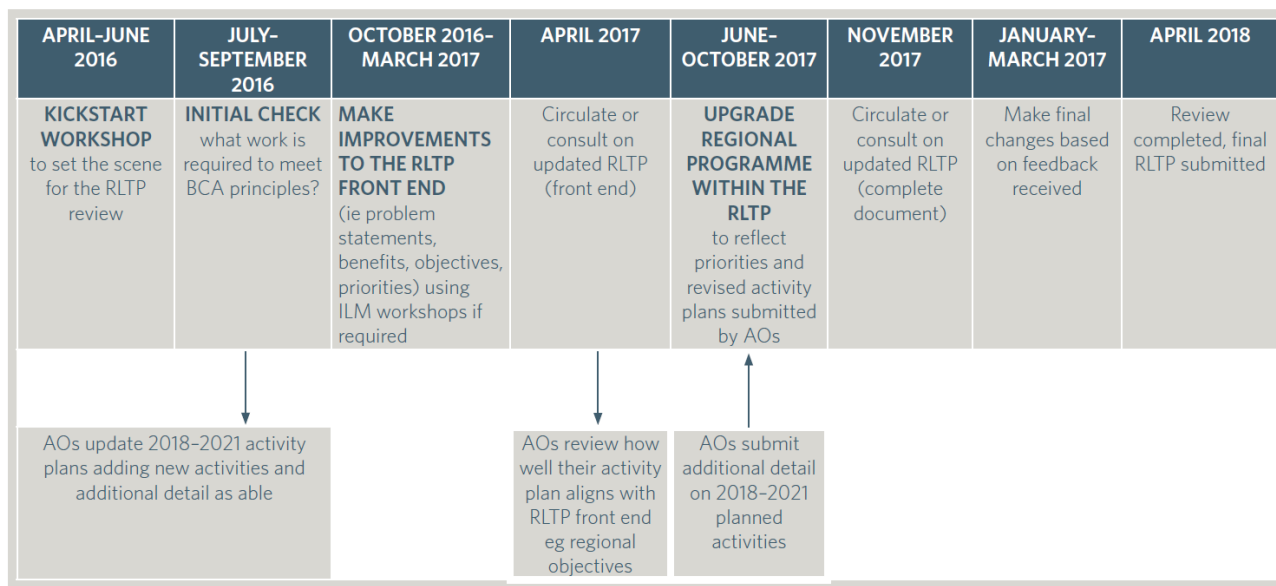 APRIL–JUNE
2016
JULY–
SEPTEMBER
2016
OCTOBER 2016–
MARCH 2017
APRIL 2017
JUNE–
OCTOBER 2017
NOVEMBER
2017
JANUARY–
MARCH 2017
APRIL 2018
KICKSTART
WORKSHOP
to set the scene
for the RLTP
review
INITIAL CHECK
what work is
required to meet
BCA principles?
MAKE
IMPROVEMENTS
TO THE RLTP
FRONT END
(ie problem
statements,
benefits, objectives,
priorities) using
ILM workshops if
required
Circulate or
consult on
updated RLTP
(front end)
UPGRADE
REGIONAL
PROGRAMME
WITHIN THE
RLTP
to reflect
priorities and
revised activity
plans submitted
by AOs
Circulate or
consult on
updated RLTP
(complete
document)
Make final
changes based
on feedback
received
Review
completed, final
RLTP submitted
AOs update 2018–2021 activity
plans adding new activities and
additional detail as able
AOs review how
well their activity
plan aligns with
RLTP front end
eg regional
objectives
AOs submit
additional detail
on 2018–2021
planned
activities